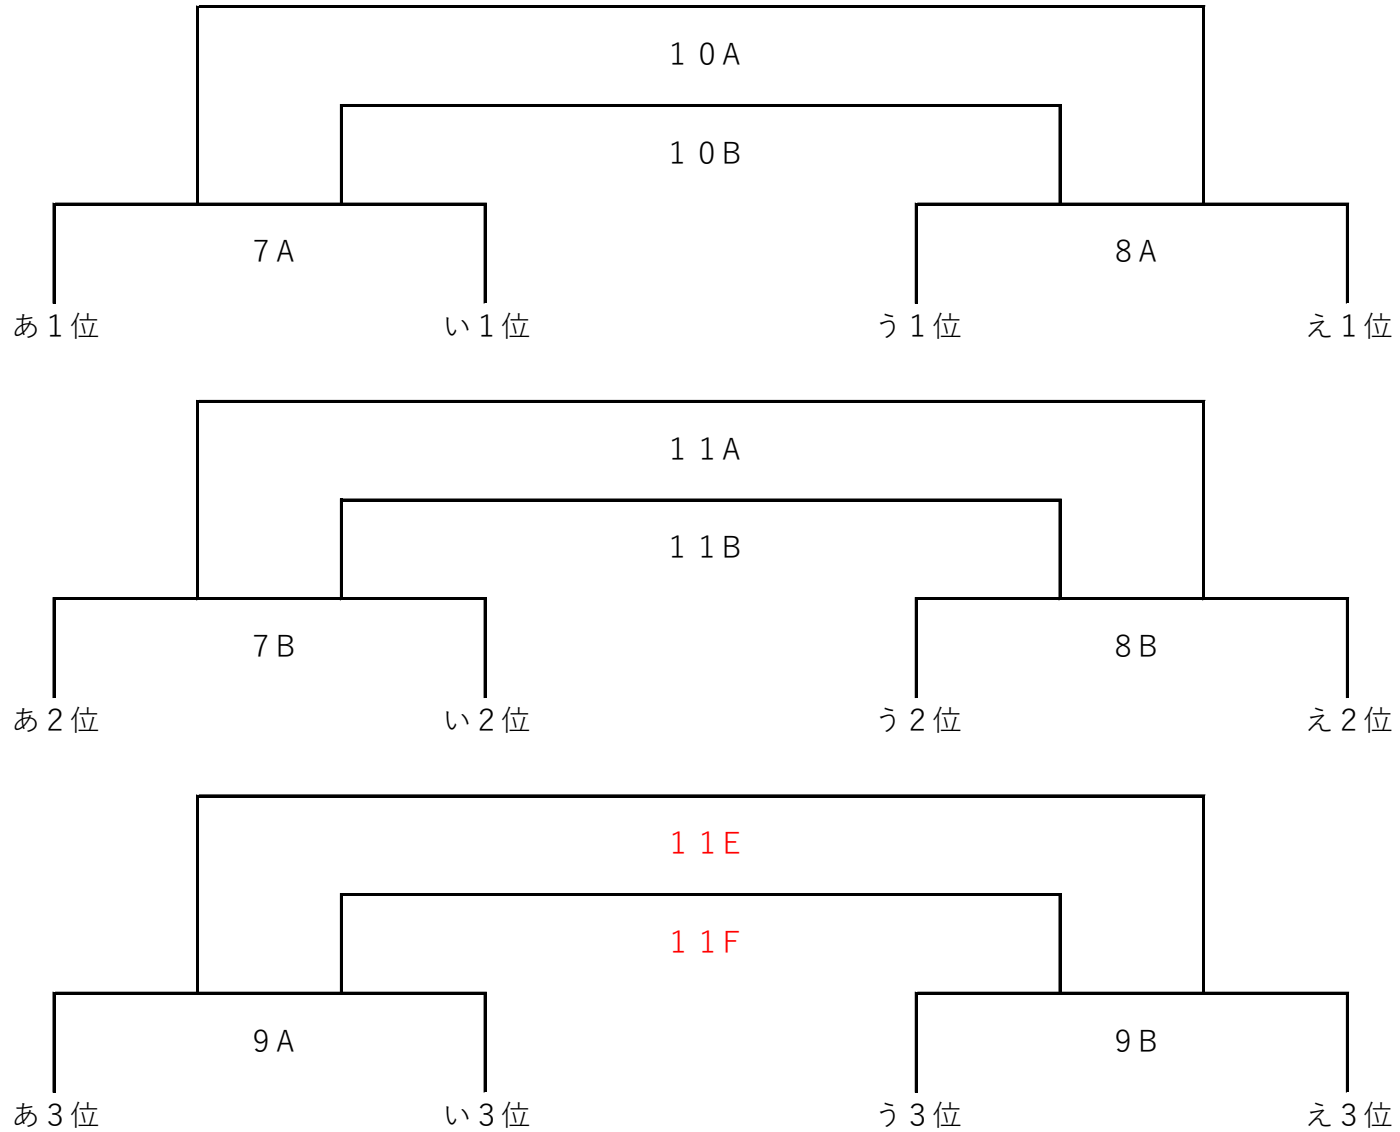 １０A
１０B
７A ８A
あ１位 い１位 う１位 え１位
１１A
１１B
７B ８B
あ２位 い２位 う２位 え２位
１１E
１１F
９A ９B
あ３位 い３位 う３位 え３位